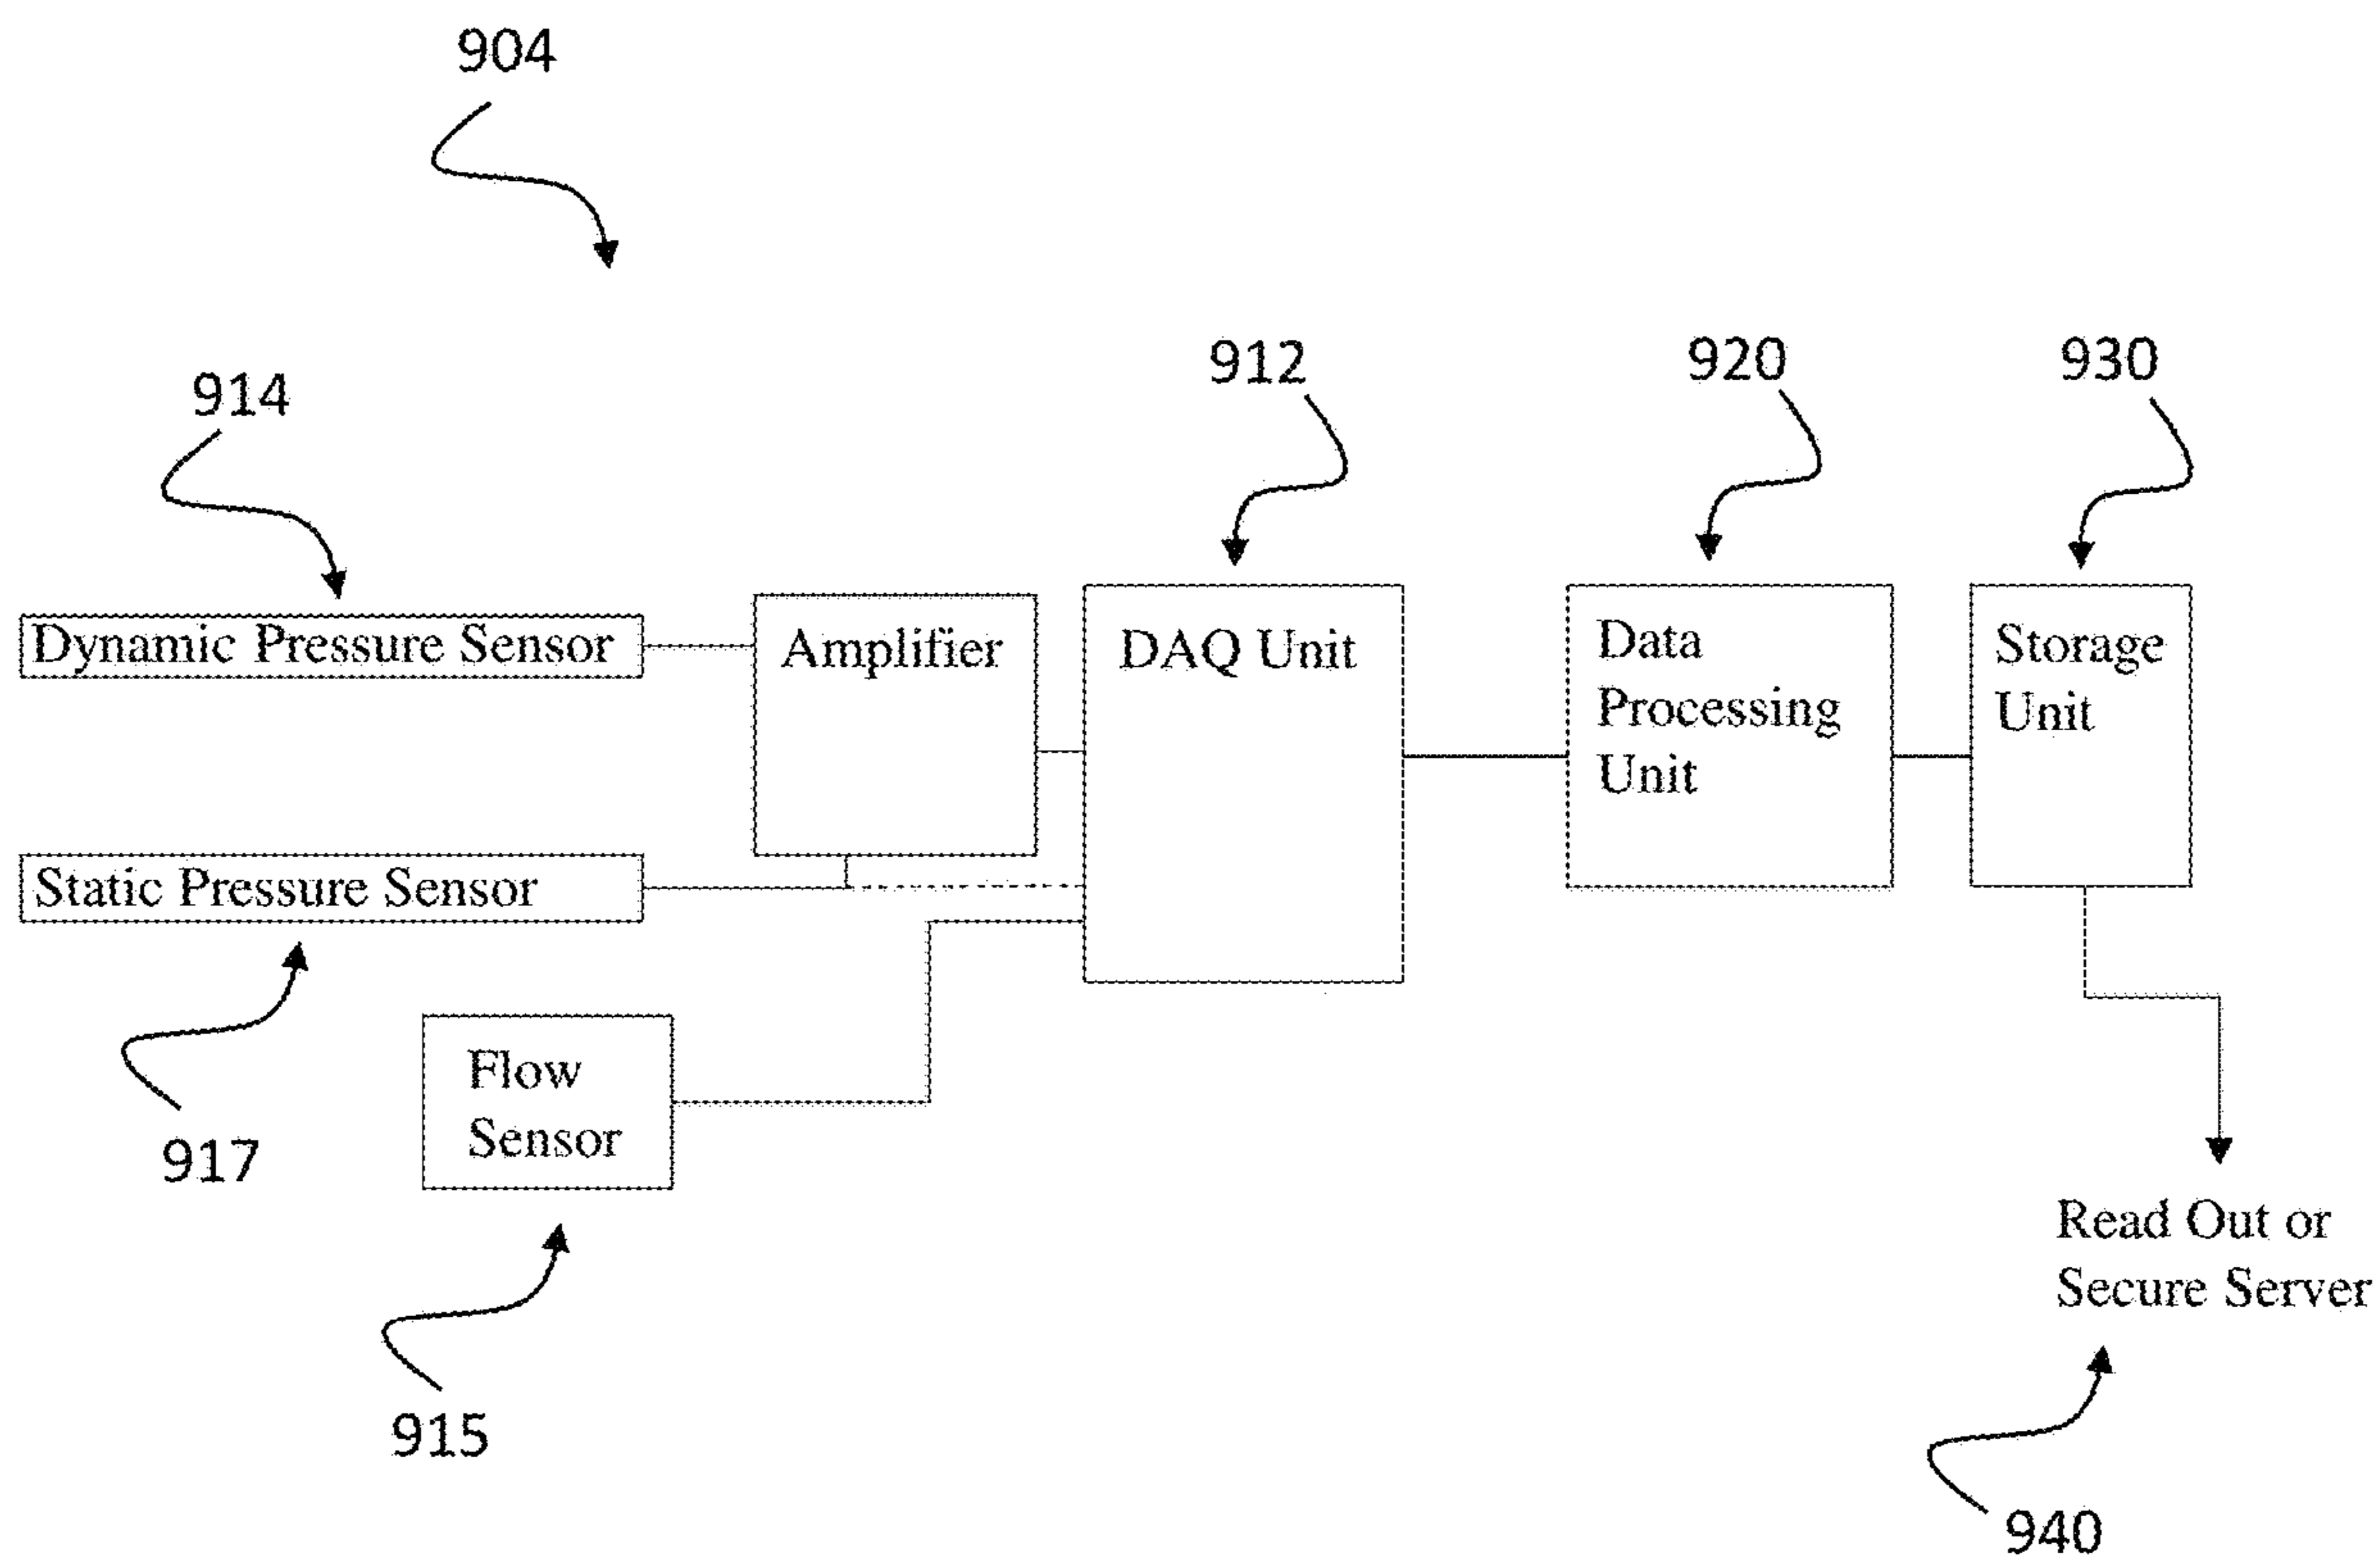 904
914
912
920
930
Dynamic Pressure Sensor
Amplifier
DAQ Unit
Data
Processing
Unit
Storage
Unit
Static Pressure Sensor
917
Flow
Sensor
915
Read Out or
Secure Server
940